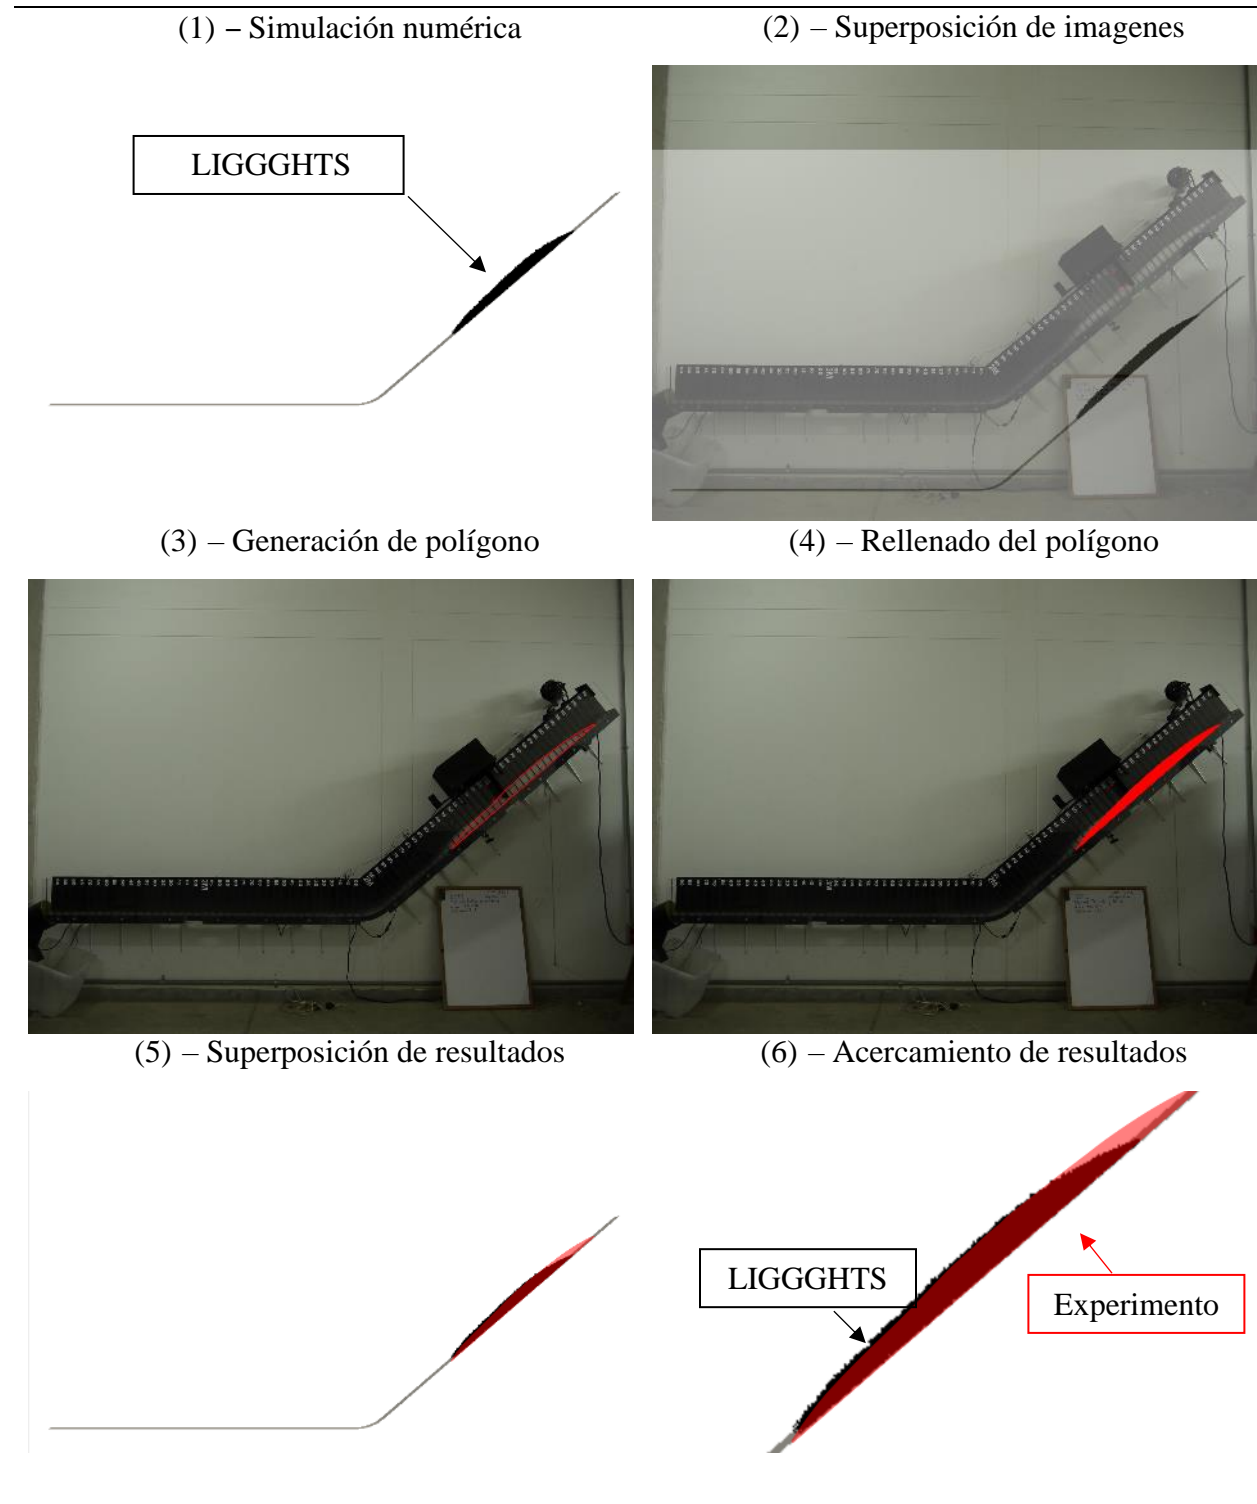 (1) – Simulación numérica
(2) – Superposición de imagenes
LIGGGHTS
(3) – Generación de polígono
(4) – Rellenado del polígono
(5) – Superposición de resultados
(6) – Acercamiento de resultados
LIGGGHTS
Experimento